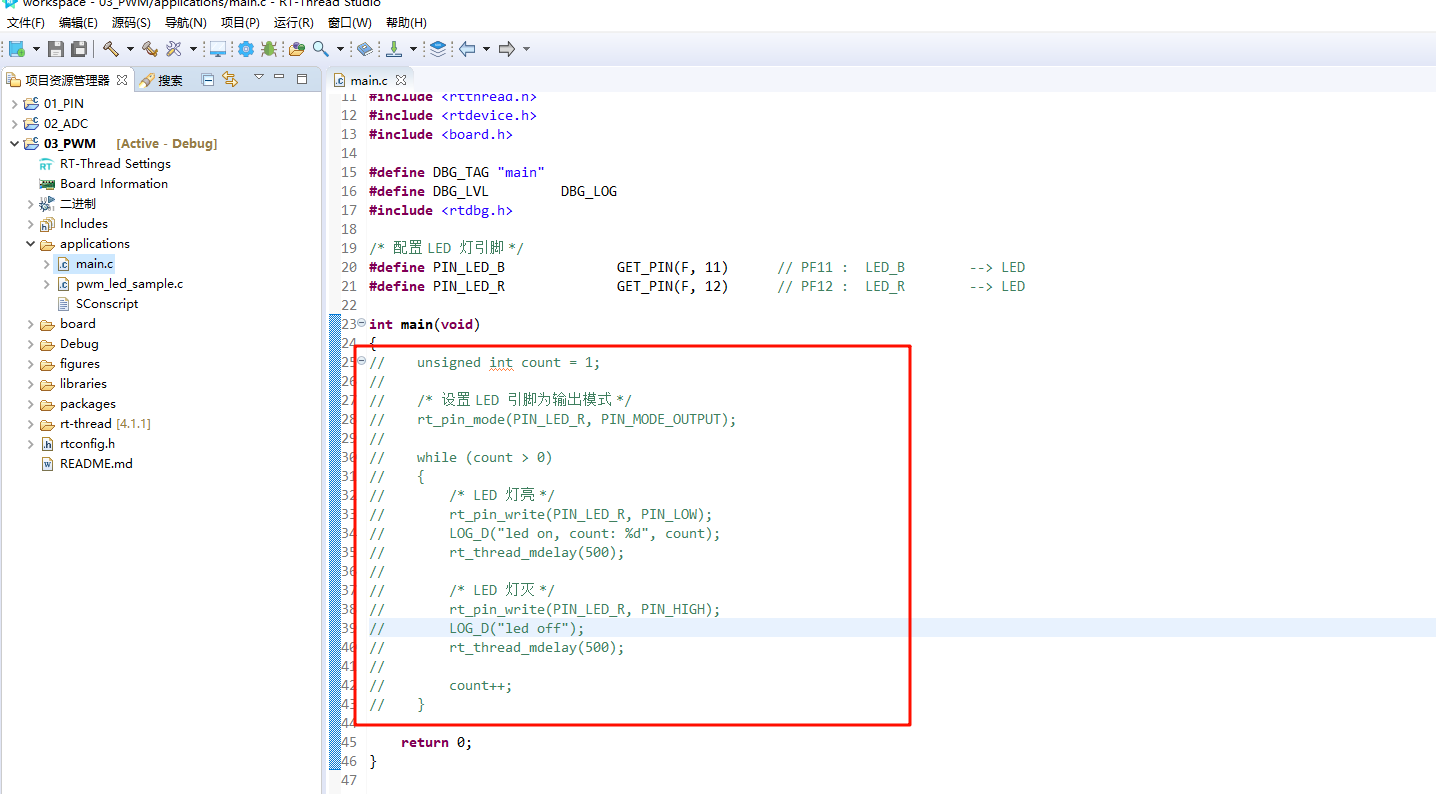 workspace - 03_PWM/applications/main.c - RT-Thread Studio
文件(F) 编辑(E) 源码(S) 导航(N) 项目(P) 运行(R) 窗口(W) 帮助(H)
项目资源管理器 搜索
01_PIN
02_ADC
03_PWM [Active - Debug]
RT-Thread Settings
Board Information
二进制
Includes
applications
main.c
pwm_led_sample.c
SConscript
board
Debug
figures
libraries
packages
rt-thread [4.1.1]
rtconfig.h
README.md
main.c
11 #include <rtthread.h>
12 #include <rtdevice.h>
13 #include <board.h>
14
15 #define DBG_TAG "main"
16 #define DBG_LVL         DBG_LOG
17 #include <rtdbg.h>
18
19 /* 配置 LED 灯引脚 */
20 #define PIN_LED_B              GET_PIN(F, 11)      // PF11 :  LED_B        --> LED
21 #define PIN_LED_R              GET_PIN(F, 12)      // PF12 :  LED_R        --> LED
22
23 int main(void)
24 {
25 //    unsigned int count = 1;
26 //
27 //    /* 设置 LED 引脚为输出模式 */
28 //    rt_pin_mode(PIN_LED_R, PIN_MODE_OUTPUT);
29 //
30 //    while (count > 0)
31 //    {
32 //        /* LED 灯亮 */
33 //        rt_pin_write(PIN_LED_R, PIN_LOW);
34 //        LOG_D("led on, count: %d", count);
35 //        rt_thread_mdelay(500);
36 //
37 //        /* LED 灯灭 */
38 //        rt_pin_write(PIN_LED_R, PIN_HIGH);
39 //        LOG_D("led off");
40 //        rt_thread_mdelay(500);
41 //
42 //        count++;
43 //    }
44
45     return 0;
46 }
47